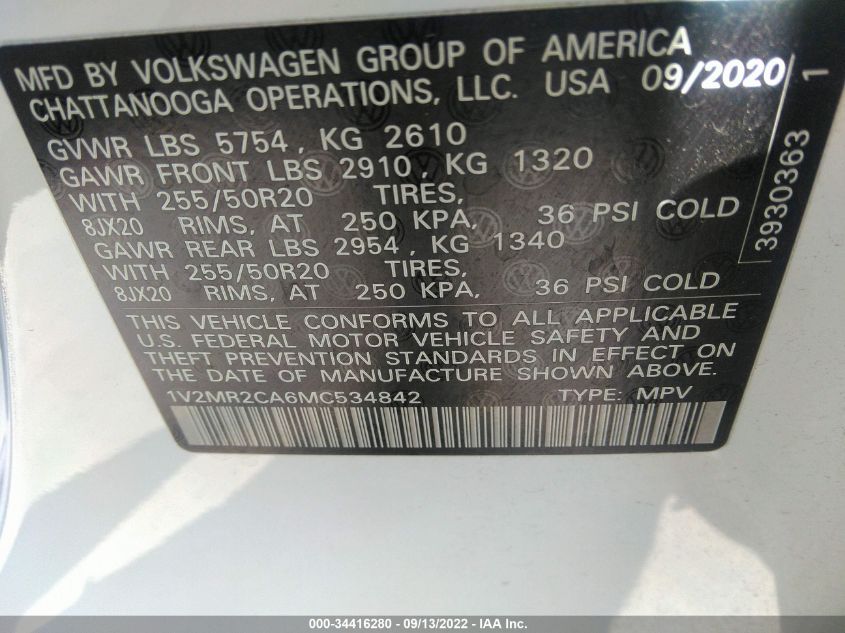 MFD BY VOLKSWAGEN GROUP OF AMERICA
CHATTANOOGA OPERATIONS, LLC. USA 09/2020
GVWR LBS 5754, KG 2610
GAWR FRONT LBS 2910, KG 1320
WITH 255/50R20 TIRES,
8JX20 RIMS, AT 250 KPA, 36 PSI COLD
GAWR REAR LBS 2954, KG 1340
WITH 255/50R20 TIRES,
8JX20 RIMS, AT 250 KPA, 36 PSI COLD
THIS VEHICLE CONFORMS TO ALL APPLICABLE
U.S. FEDERAL MOTOR VEHICLE SAFETY AND
THEFT PREVENTION STANDARDS IN EFFECT ON
THE DATE OF MANUFACTURE SHOWN ABOVE.
1V2MR2CA6MC534842 TYPE: MPV
3930363 1
000-34416280 - 09/13/2022 - IAA Inc.